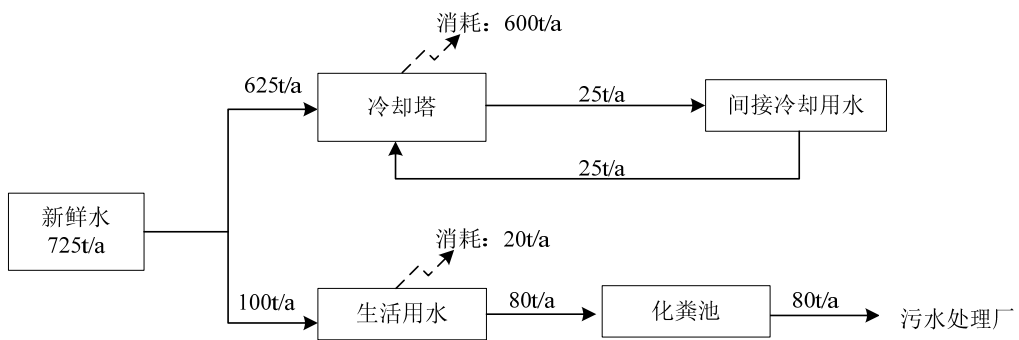 消耗：600t/a
625t/a
冷却塔
25t/a
间接冷却用水
25t/a
新鲜水
725t/a
消耗：20t/a
100t/a
生活用水
80t/a
化粪池
80t/a
污水处理厂